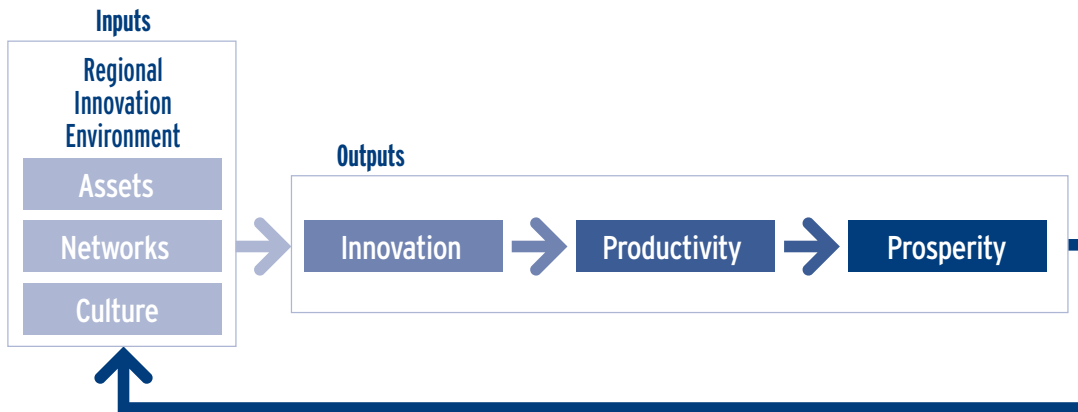 Inputs
Regional
Innovation
Environment
Assets
Networks
Culture
Outputs
Innovation
Productivity
Prosperity